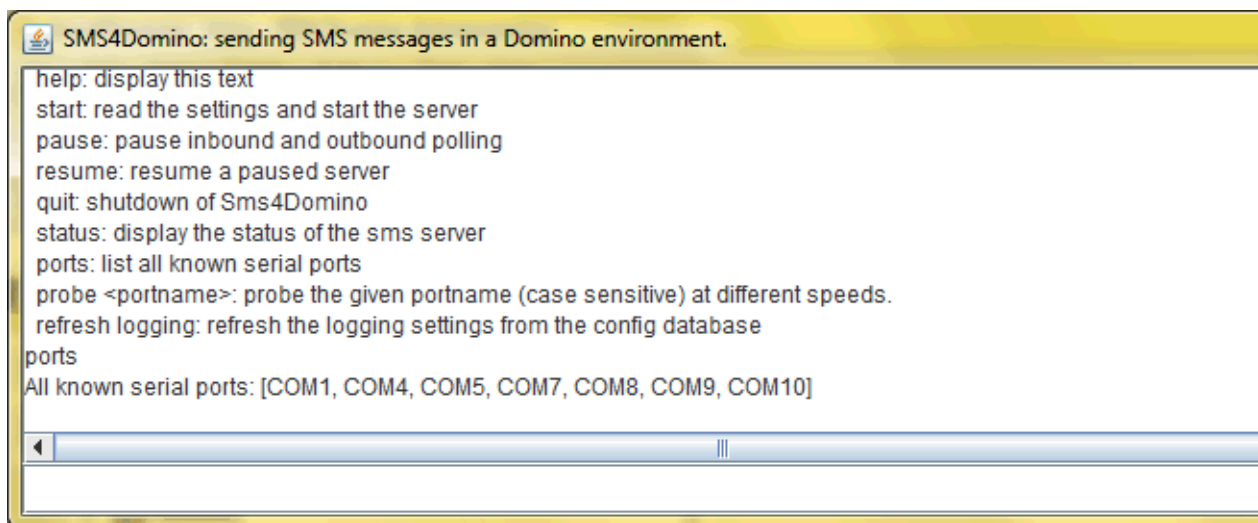 SMS4Domino: sending SMS messages in a Domino environment.
help: display this text
start: read the settings and start the server
pause: pause inbound and outbound polling
resume: resume a paused server
quit: shutdown of Sms4Domino
status: display the status of the sms server
ports: list all known serial ports
probe <portname>: probe the given portname (case sensitive) at different speeds.
refresh logging: refresh the logging settings from the config database
ports
All known serial ports: [COM1, COM4, COM5, COM7, COM8, COM9, COM10]